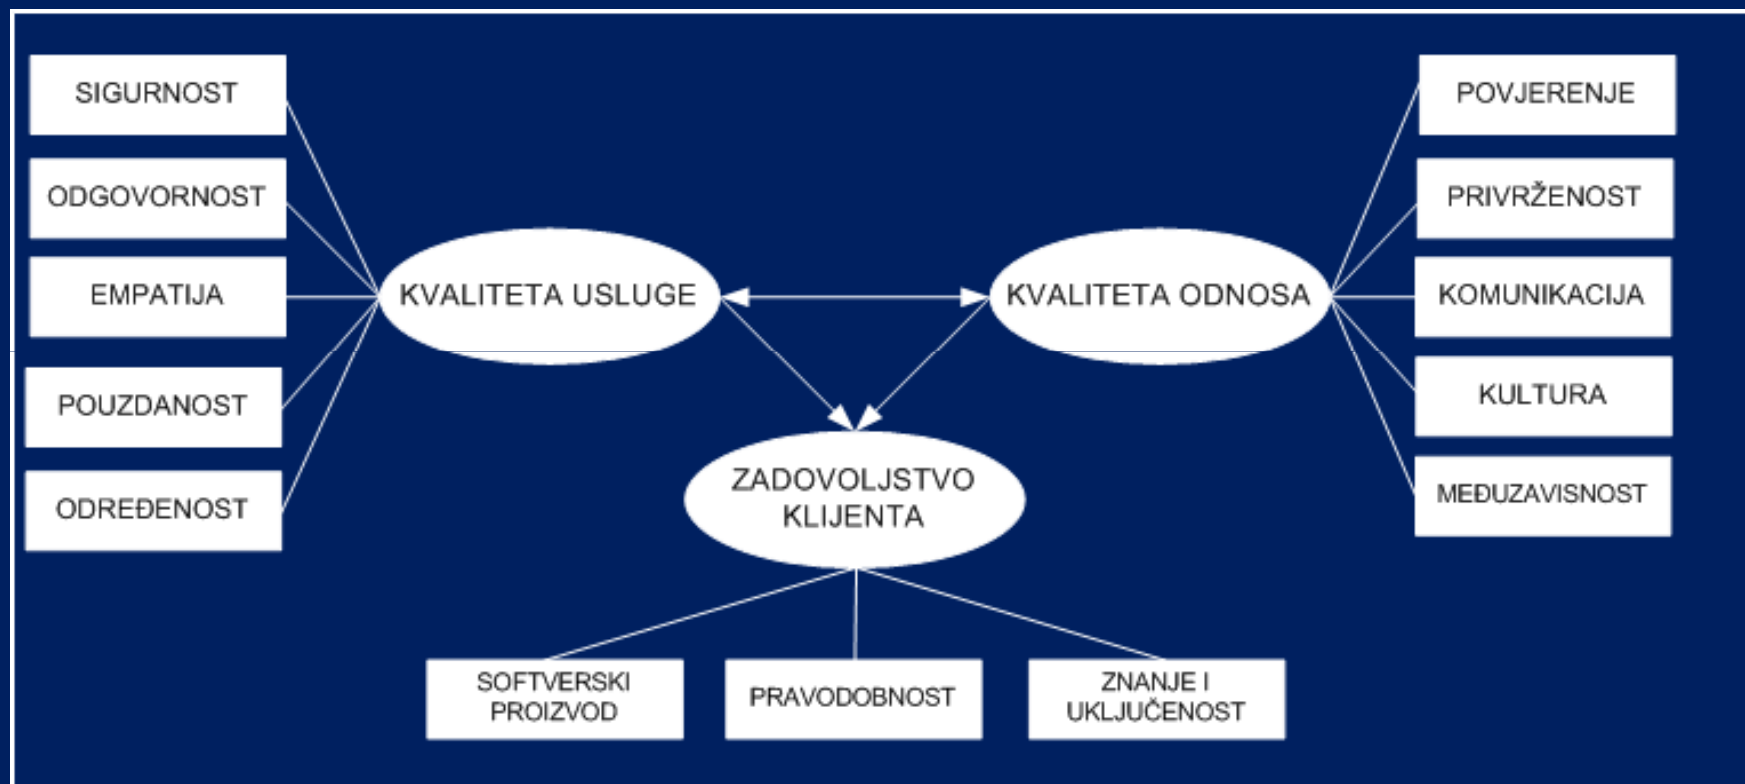 SIGURNOST
ODGOVORNOST
EMPATIJA
POUZDANOST
ODREĐENOST
KVALITETA USLUGE
KVALITETA ODNOSA
ZADOVOLJSTVO
KLIJENTA
POVJERENJE
PRIVRŽENOST
KOMUNIKACIJA
KULTURA
MEĐUZAVISNOST
SOFTVERSKI
PROIZVOD
PRAVODOBNOST
ZNANJE I
UKLJUČENOST